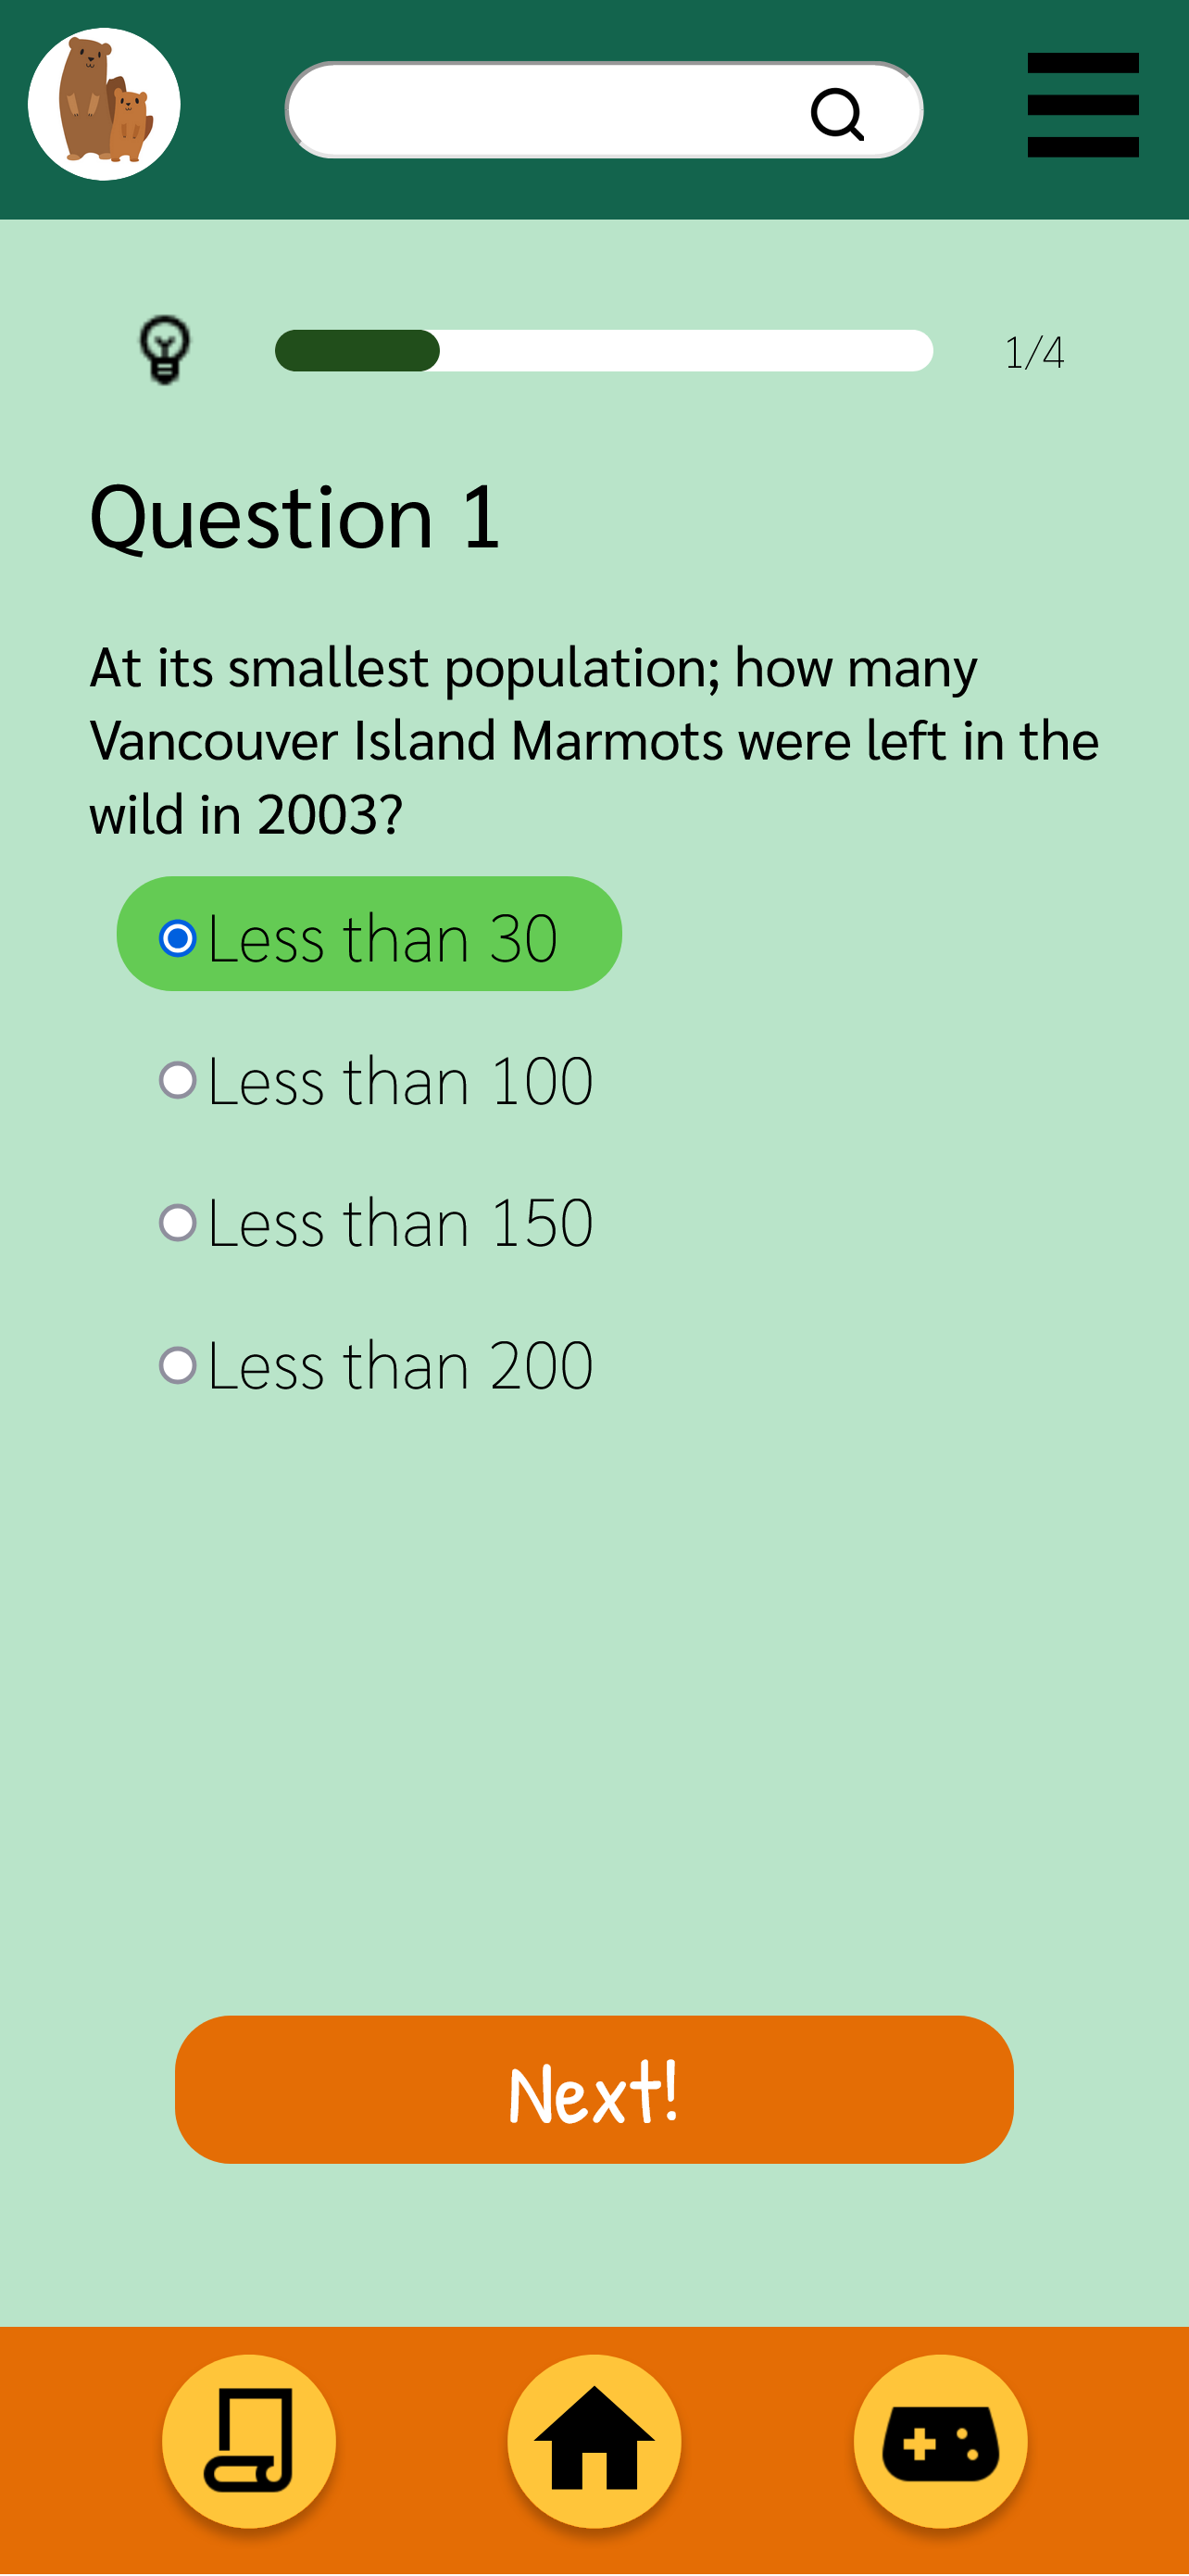 1/4
Question 1
At its smallest population; how many
Vancouver Island Marmots were left in the
wild in 2003?
Less than 30
Less than 100
Less than 150
Less than 200
Next!